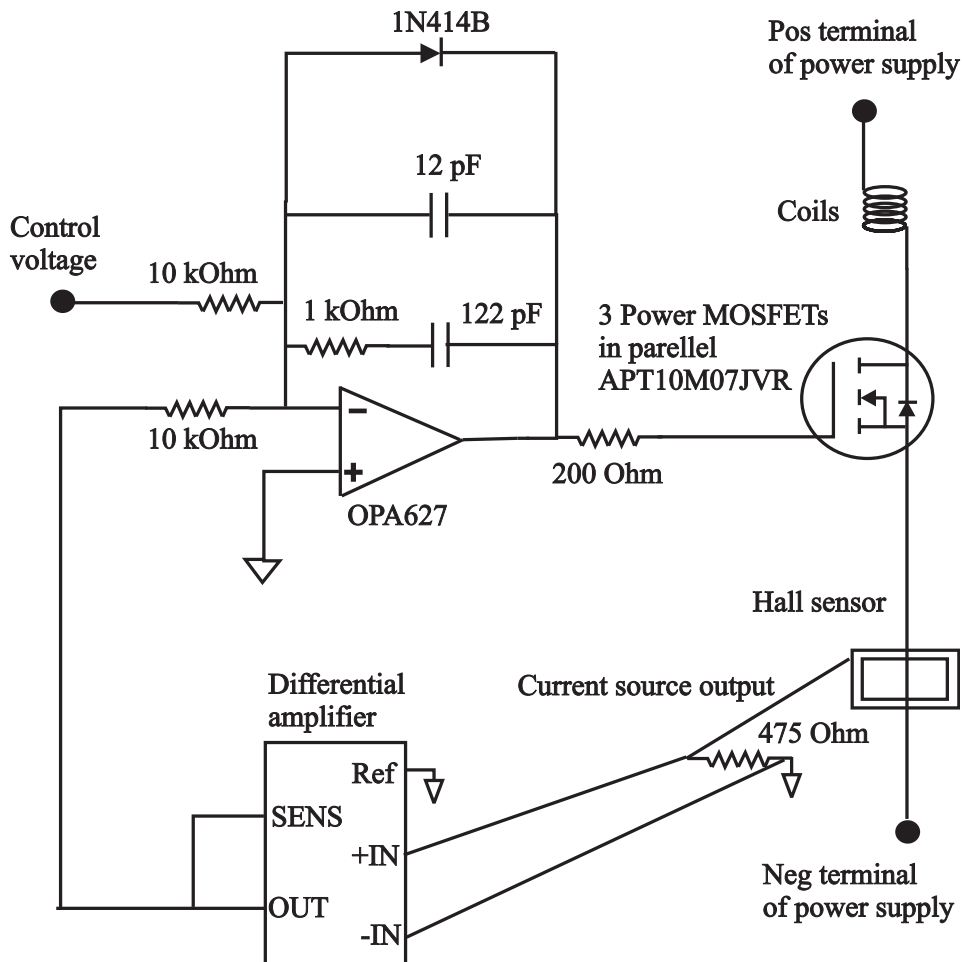 1N414B
Pos terminal
of power supply
12 pF
Coils
Control
voltage
10 kOhm
1 kOhm
122 pF
3 Power MOSFETs
in parellel
APT10M07JVR
10 kOhm
-
+
OPA627
200 Ohm
Hall sensor
Differential
amplifier
Current source output
475 Ohm
Ref
SENS
+IN
OUT
-IN
Neg terminal
of power supply